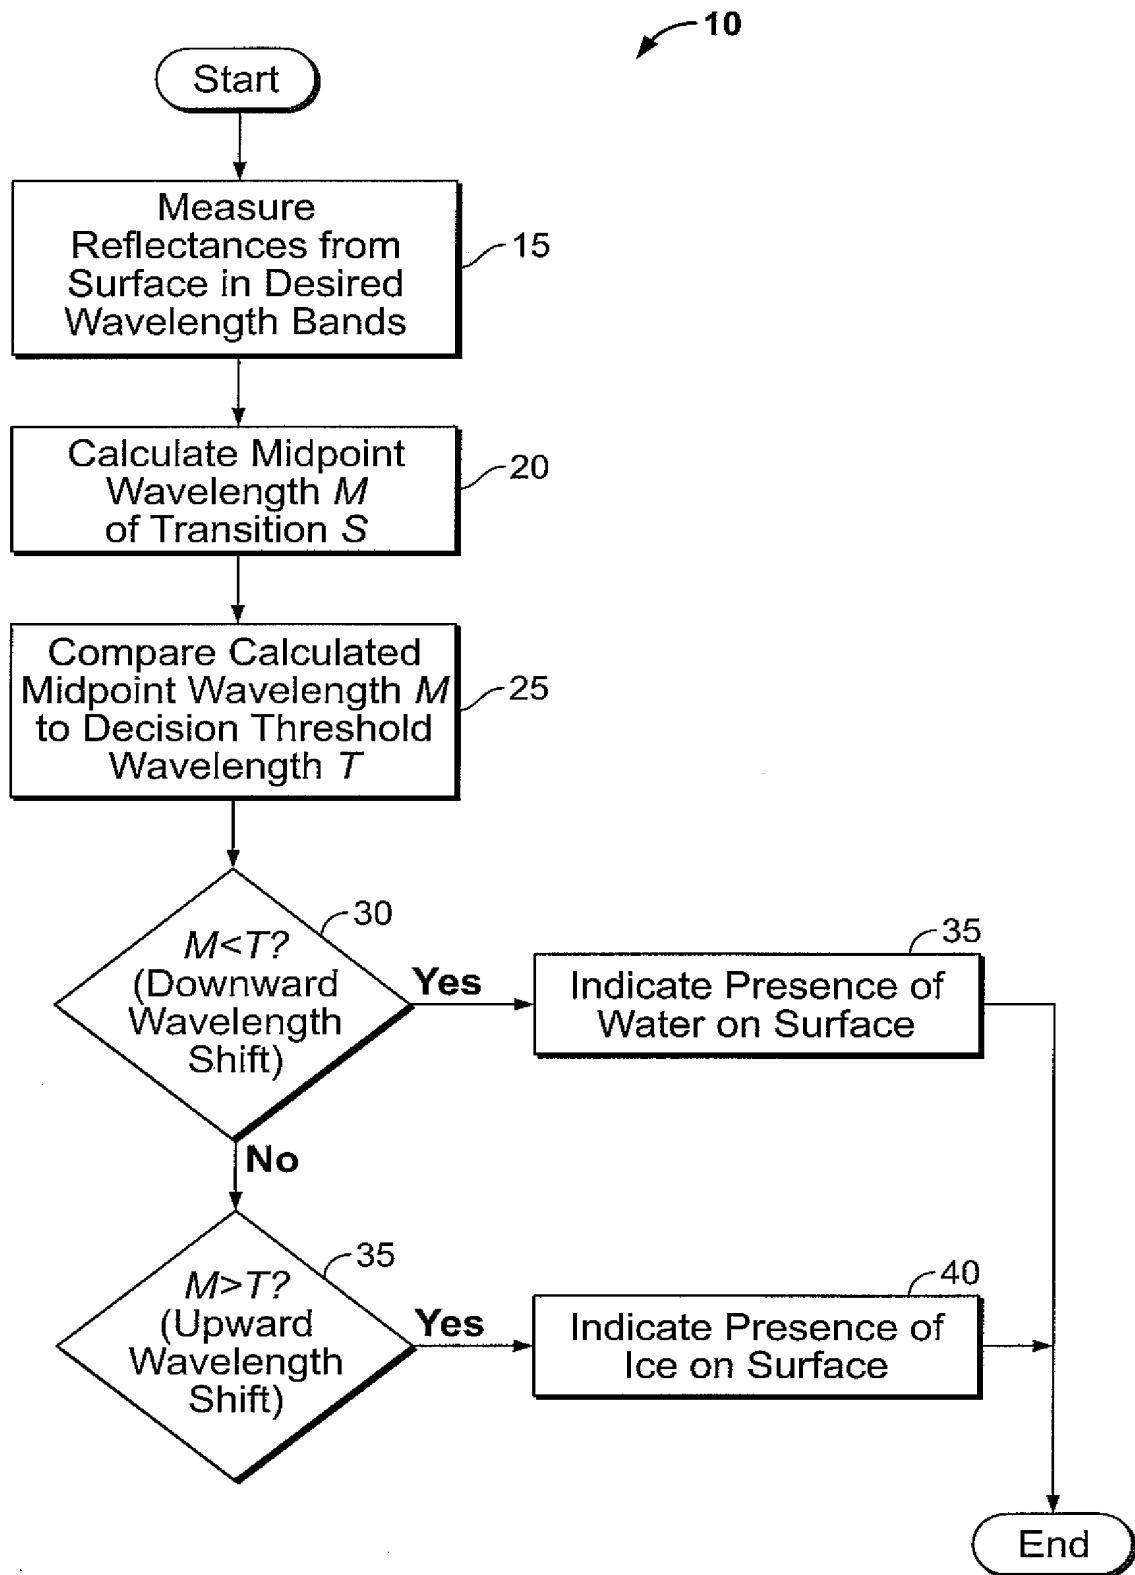 10
Start
Measure
Reflectances from
Surface in Desired
Wavelength Bands
15
Calculate Midpoint
Wavelength M
of Transition S
20
Compare Calculated
Midpoint Wavelength M
to Decision Threshold
Wavelength T
25
M<T?
(Downward
Wavelength
Shift)
30
Yes
Indicate Presence of
Water on Surface
35
No
M>T?
(Upward
Wavelength
Shift)
35
Yes
Indicate Presence of
Ice on Surface
40
End